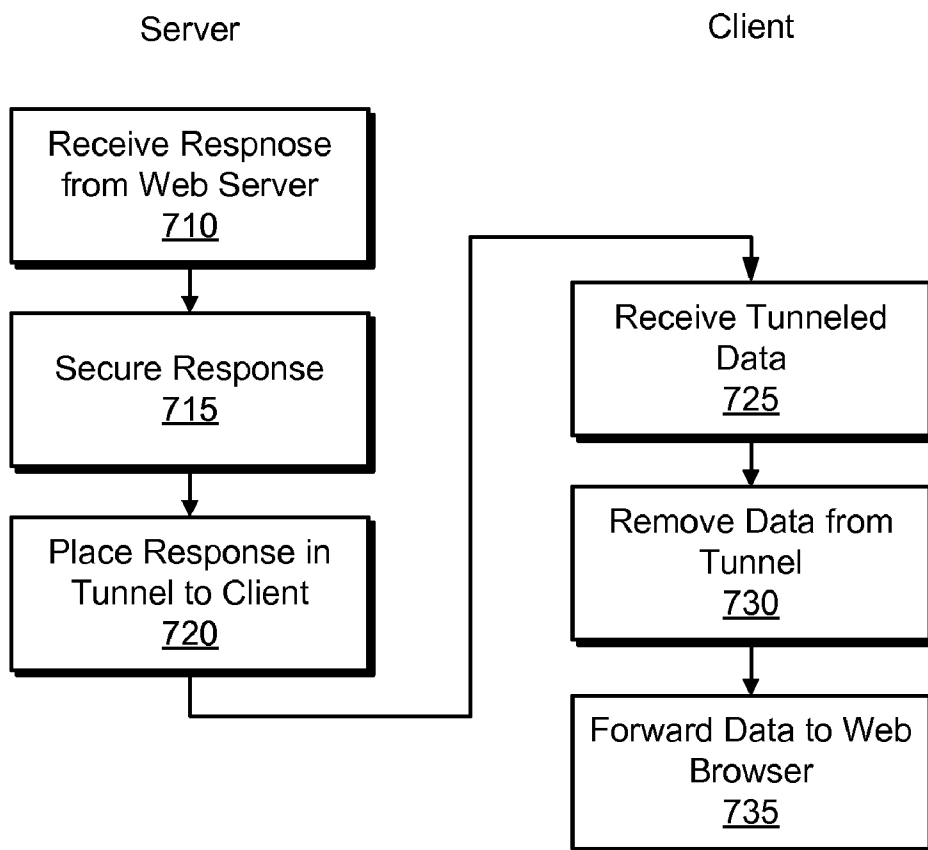 Server
Receive Respnose
from Web Server
710
Secure Response
715
Place Response in
Tunnel to Client
720
Client
Receive Tunneled
Data
725
Remove Data from
Tunnel
730
Forward Data to Web
Browser
735